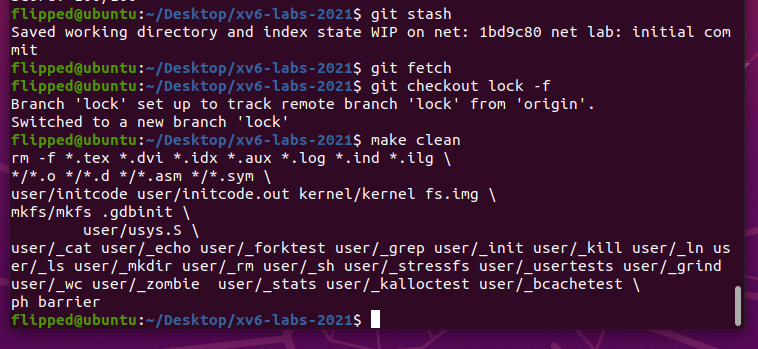 flipped@ubuntu:~/Desktop/xv6-labs-2021$ git stash
Saved working directory and index state WIP on net: 1bd9c80 net lab: initial com
mit
flipped@ubuntu:~/Desktop/xv6-labs-2021$ git fetch
flipped@ubuntu:~/Desktop/xv6-labs-2021$ git checkout lock -f
Branch 'lock' set up to track remote branch 'lock' from 'origin'.
Switched to a new branch 'lock'
flipped@ubuntu:~/Desktop/xv6-labs-2021$ make clean
rm -f *.tex *.dvi *.idx *.aux *.log *.ind *.ilg \
*/*.o */*.d */*.asm */*.sym \
user/initcode user/initcode.out kernel/kernel fs.img \
mkfs/mkfs .gdbinit \
        user/usys.S \
user/_cat user/_echo user/_forktest user/_grep user/_init user/_kill user/_ln us
er/_ls user/_mkdir user/_rm user/_sh user/_stressfs user/_usertests user/_grind
user/_wc user/_zombie  user/_stats user/_kalloctest user/_bcachetest \
ph barrier
flipped@ubuntu:~/Desktop/xv6-labs-2021$